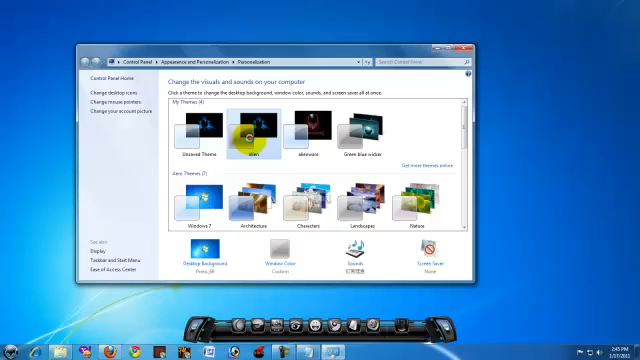 Control Panel Appearance and Personalization Personalization
Search Control Panel
Control Panel Home
Change desktop icons
Change mouse pointers
Change your account picture
Change the visuals and sounds on your computer
Click a theme to change the desktop background, window color, sounds, and screen saver all at once.
My Themes (4)
Unsaved Theme alien alienware Green blue wicker
Get more themes online
Aero Themes (7)
Windows 7 Architecture Characters Landscapes Nature
See also
Display
Taskbar and Start Menu
Ease of Access Center
Desktop Background Window Color Sounds Screen Saver
Custom None
2:45 PM
1/17/2011